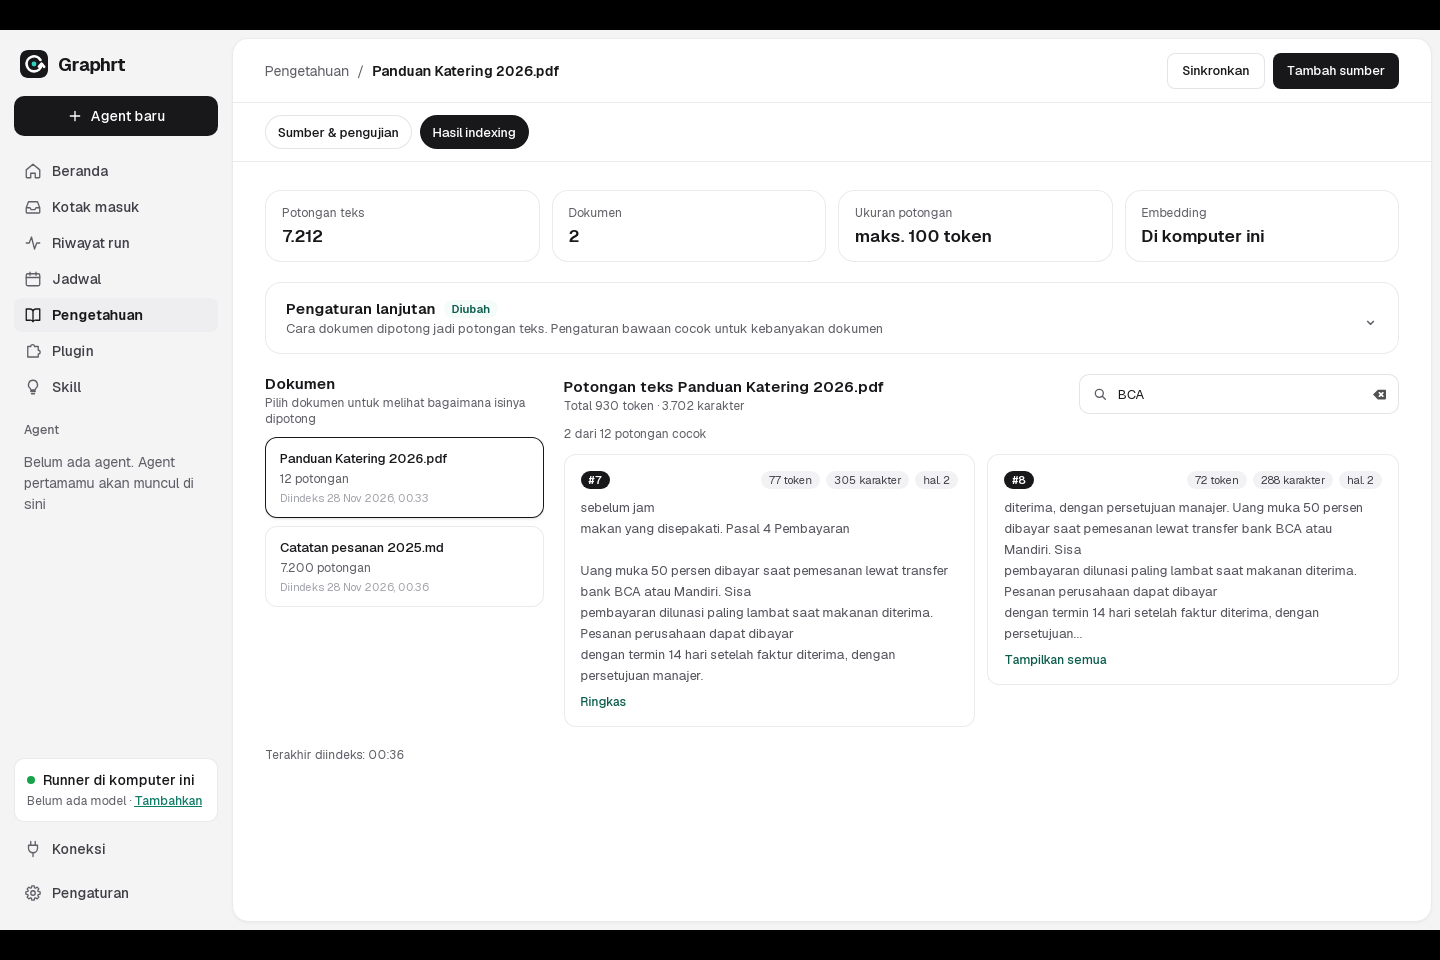 Graphrt
Agent baru
Beranda
Kotak masuk
Riwayat run
Jadwal
Pengetahuan
Plugin
Skill
Agent
Belum ada agent. Agent
pertamamu akan muncul di
sini
Runner di komputer ini
Belum ada model · Tambahkan
Koneksi
Pengaturan
Pengetahuan / Panduan Katering 2026.pdf
Sinkronkan
Tambah sumber
Sumber & pengujian
Hasil indexing
Potongan teks
7.212
Dokumen
2
Ukuran potongan
maks. 100 token
Embedding
Di komputer ini
Pengaturan lanjutan Diubah
Cara dokumen dipotong jadi potongan teks. Pengaturan bawaan cocok untuk kebanyakan dokumen
Dokumen
Pilih dokumen untuk melihat bagaimana isinya
dipotong
Panduan Katering 2026.pdf
12 potongan
Diindeks 28 Nov 2026, 00.33
Catatan pesanan 2025.md
7.200 potongan
Diindeks 28 Nov 2026, 00.36
Potongan teks Panduan Katering 2026.pdf
Total 930 token · 3.702 karakter
BCA
2 dari 12 potongan cocok
#7 77 token 305 karakter hal. 2
sebelum jam
makan yang disepakati. Pasal 4 Pembayaran
Uang muka 50 persen dibayar saat pemesanan lewat transfer
bank BCA atau Mandiri. Sisa
pembayaran dilunasi paling lambat saat makanan diterima.
Pesanan perusahaan dapat dibayar
dengan termin 14 hari setelah faktur diterima, dengan
persetujuan manajer.
Ringkas
#8 72 token 288 karakter hal. 2
diterima, dengan persetujuan manajer. Uang muka 50 persen
dibayar saat pemesanan lewat transfer bank BCA atau
Mandiri. Sisa
pembayaran dilunasi paling lambat saat makanan diterima.
Pesanan perusahaan dapat dibayar
dengan termin 14 hari setelah faktur diterima, dengan
persetujuan...
Tampilkan semua
Terakhir diindeks: 00:36